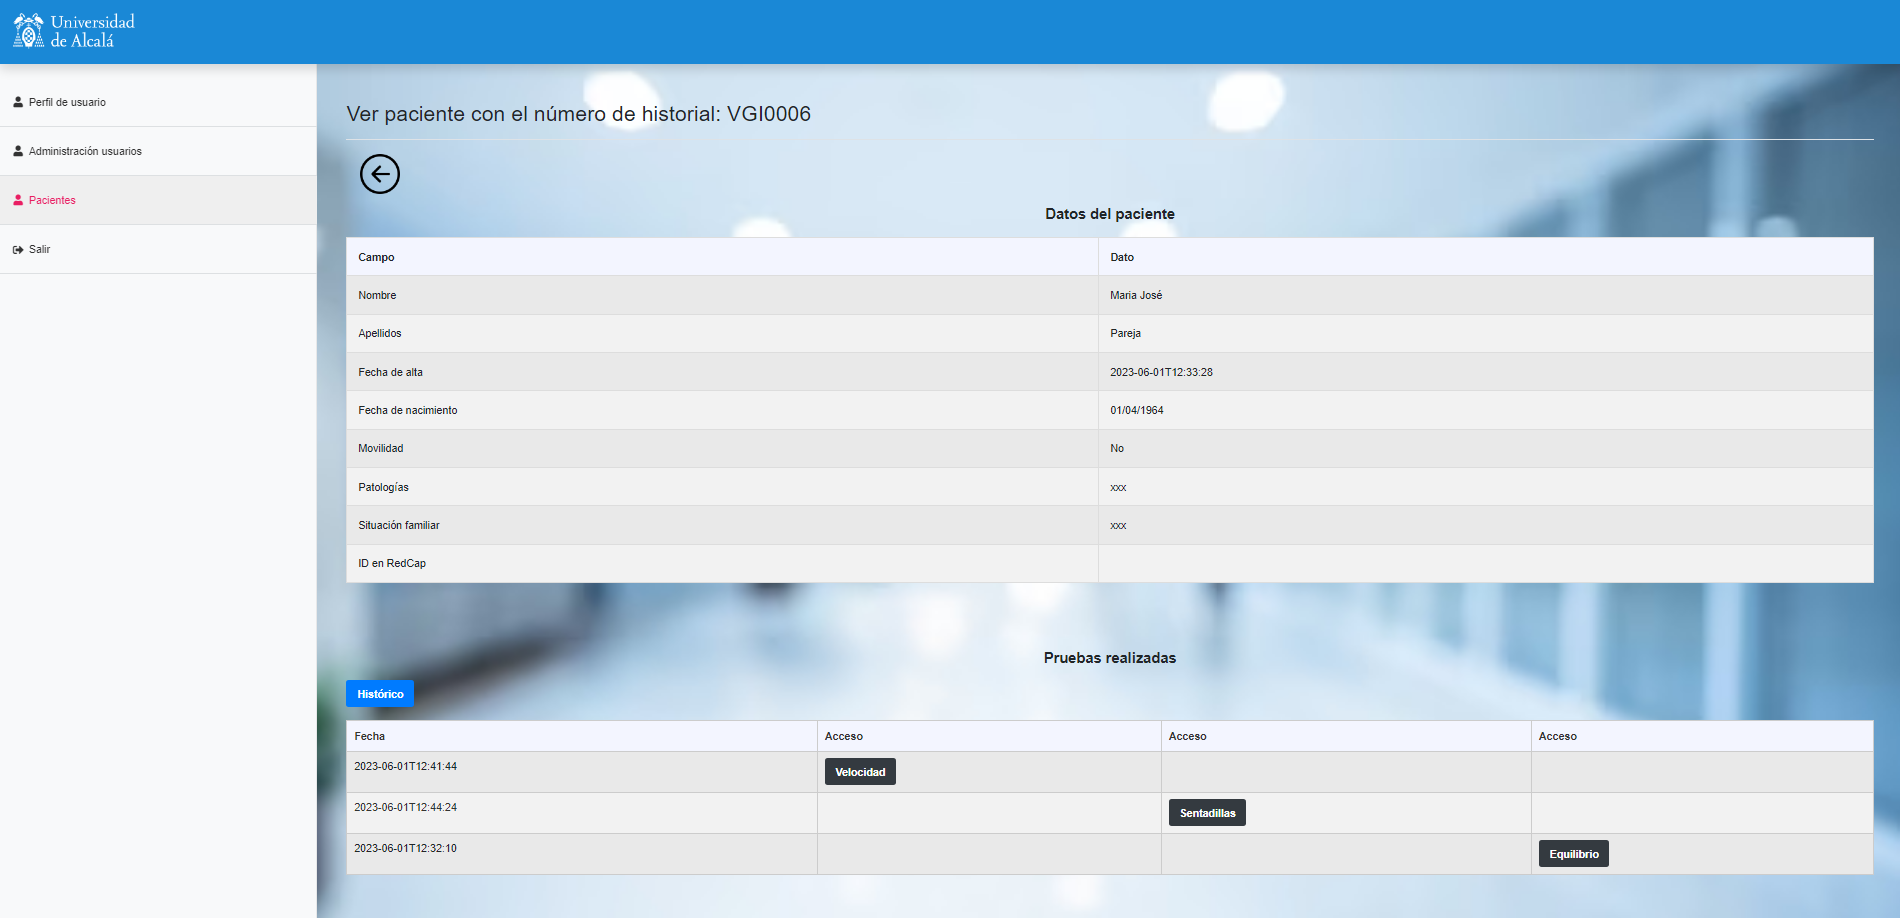 Universidad
de Alcalá
Perfil de usuario
Administración usuarios
Pacientes
Salir
Ver paciente con el número de historial: VGI0006
Datos del paciente
Campo Dato
Nombre Maria José
Apellidos Pareja
Fecha de alta 2023-06-01T12:33:28
Fecha de nacimiento 01/04/1964
Movilidad No
Patologías xxx
Situación familiar xxx
ID en RedCap
Pruebas realizadas
Histórico
Fecha Acceso Acceso Acceso
2023-06-01T12:41:44 Velocidad
2023-06-01T12:44:24 Sentadillas
2023-06-01T12:32:10 Equilibrio